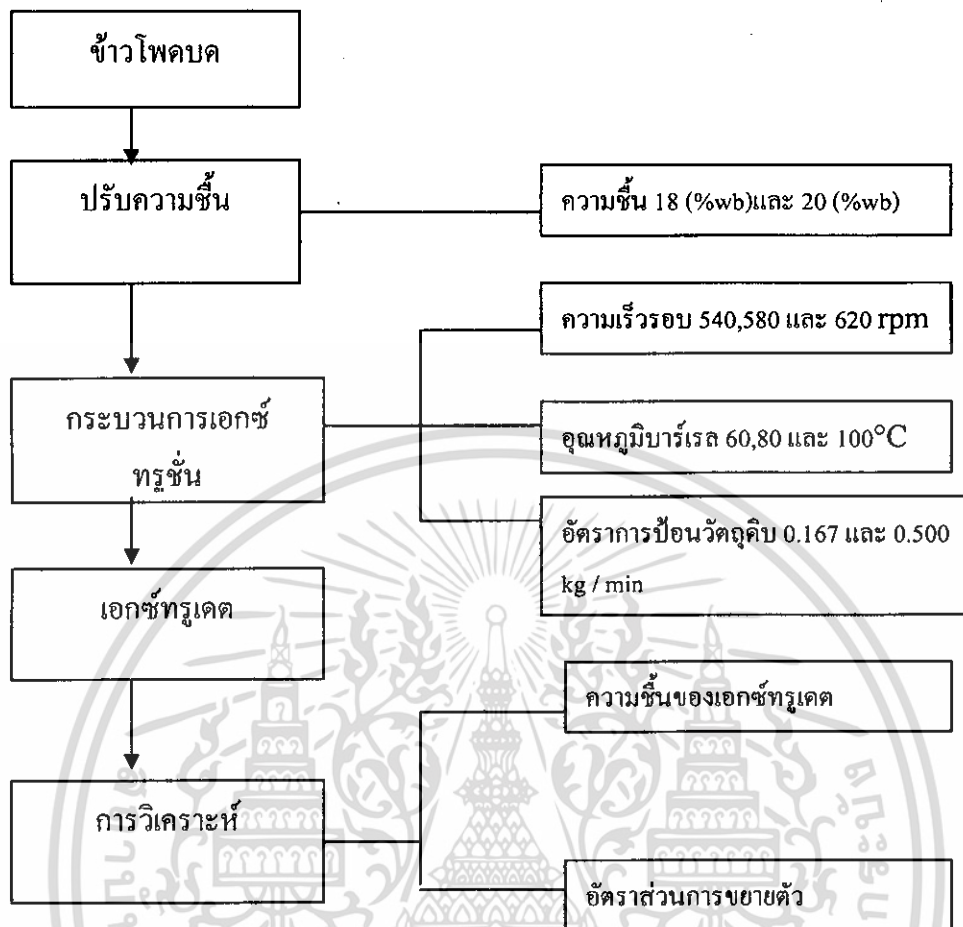 ข้าวโพดบด
ปรับความชื้น
ความชื้น 18 (%wb)และ 20 (%wb)
ความเร็วรอบ 540,580 และ 620 rpm
กระบวนการเอกซ์
ทรูชั่น
อุณหภูมิบาร์เรล 60,80 และ 100°C
อัตราการป้อนวัตถุดิบ 0.167 และ 0.500
kg / min
เอกซ์ทรูเดต
ความชื้นของเอกซ์ทรูเดต
การวิเคราะห์
อัตราส่วนการขยายตัว